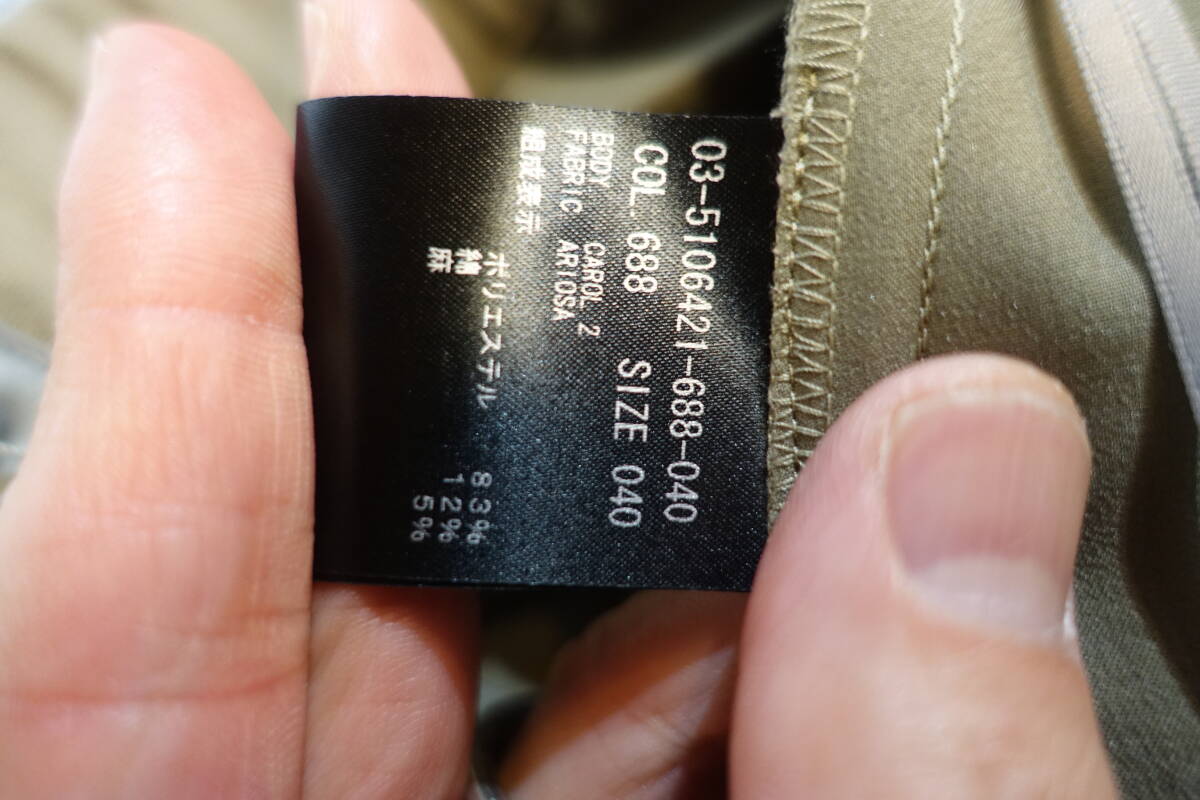 03-5106421-688-040
COL.688 SIZE 040
BODY CAROL 2
FABRIC ARIOSA
組成表示
ポリエステル 83%
綿 12%
麻 5%